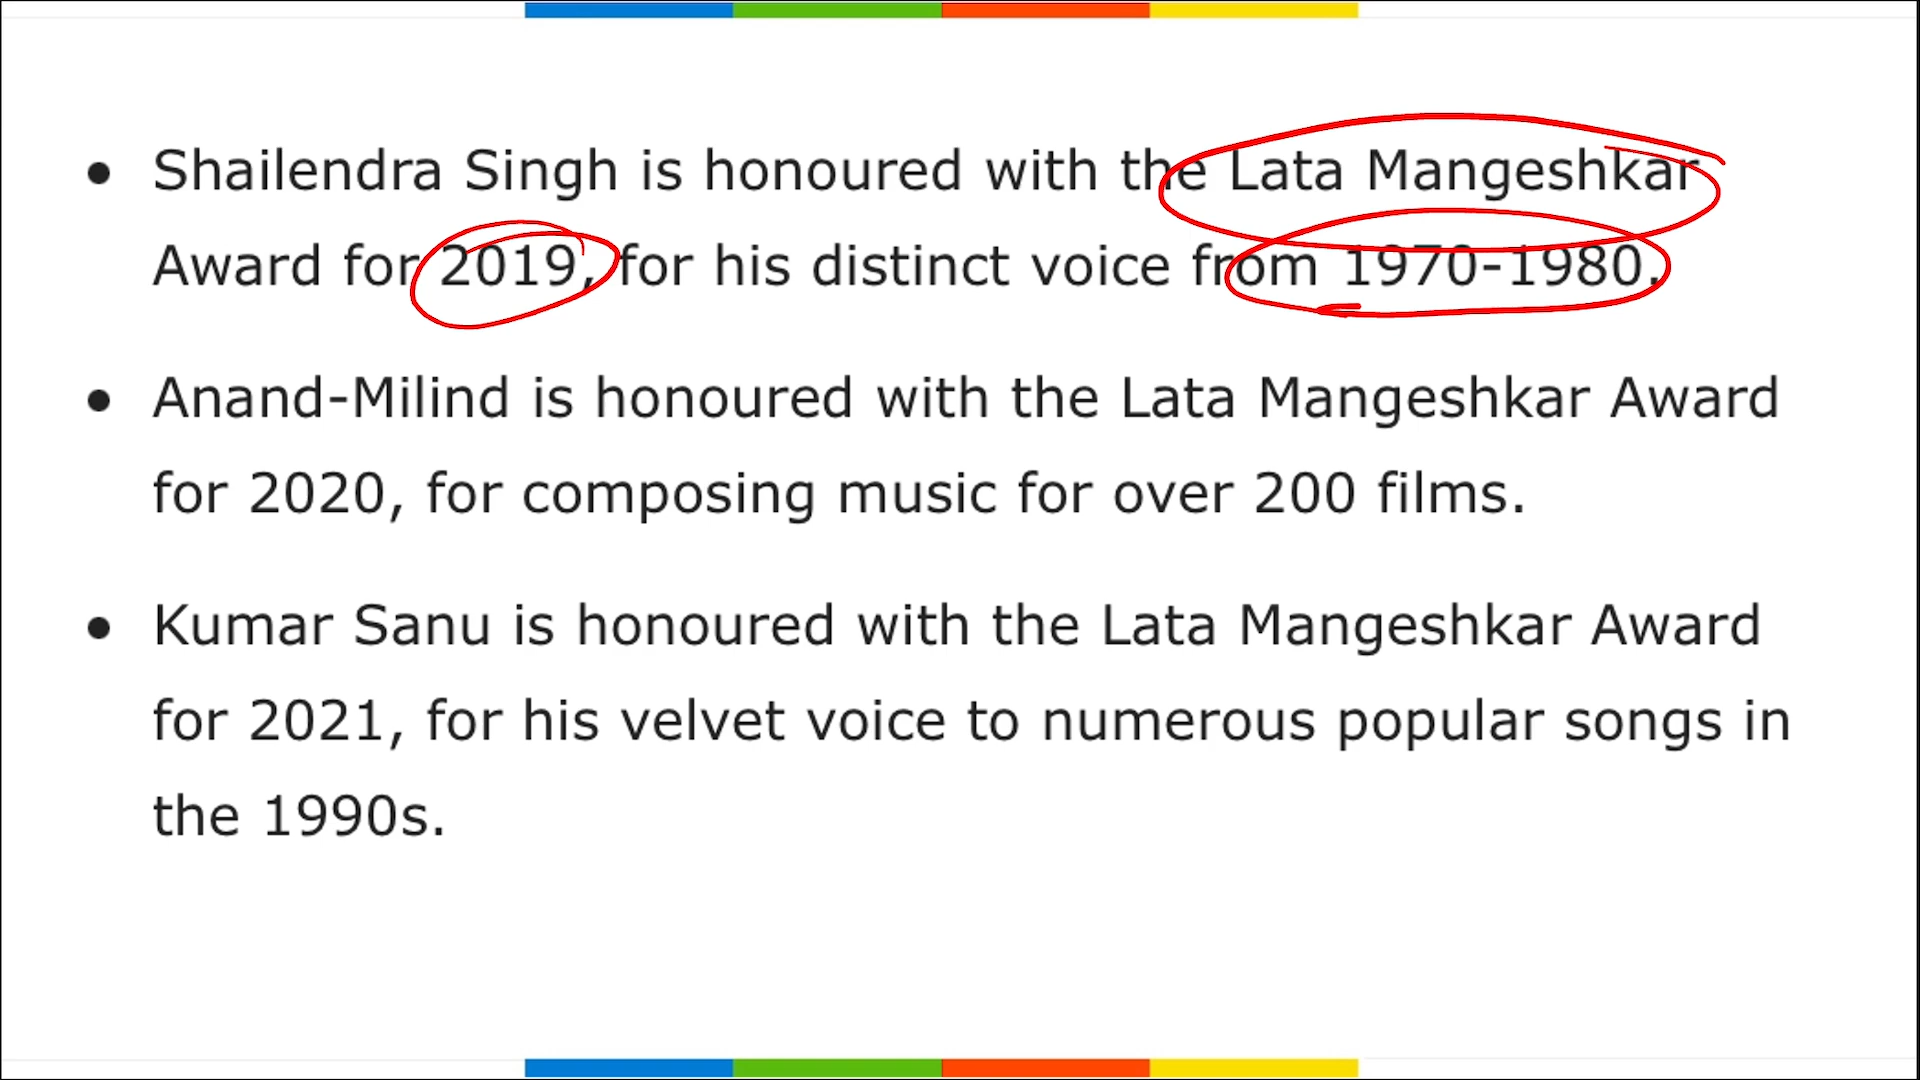 ● Shailendra Singh is honoured with the Lata Mangeshkar
Award for 2019, for his distinct voice from 1970-1980.
● Anand-Milind is honoured with the Lata Mangeshkar Award
for 2020, for composing music for over 200 films.
● Kumar Sanu is honoured with the Lata Mangeshkar Award
for 2021, for his velvet voice to numerous popular songs in
the 1990s.